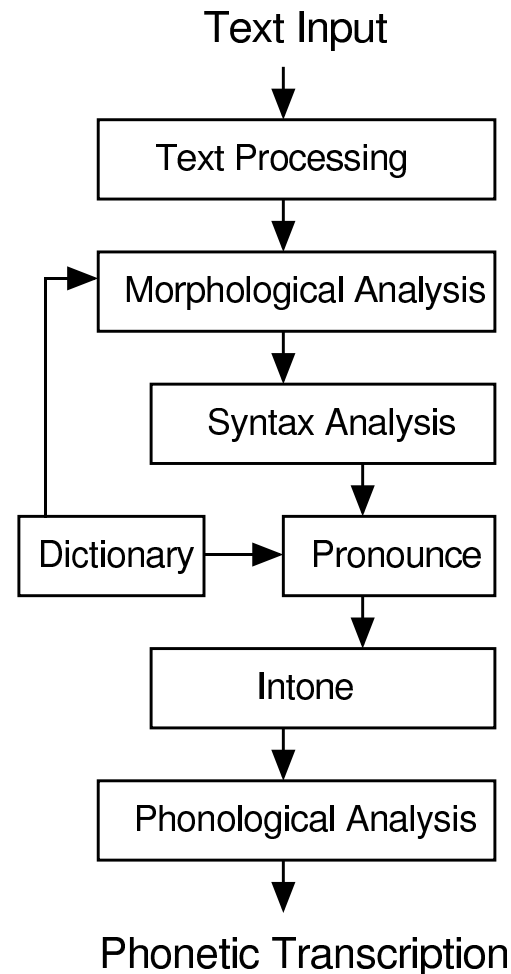 Text Input
Text Processing
Morphological Analysis
Syntax Analysis
Dictionary
Pronounce
Intone
Phonological Analysis
Phonetic Transcription